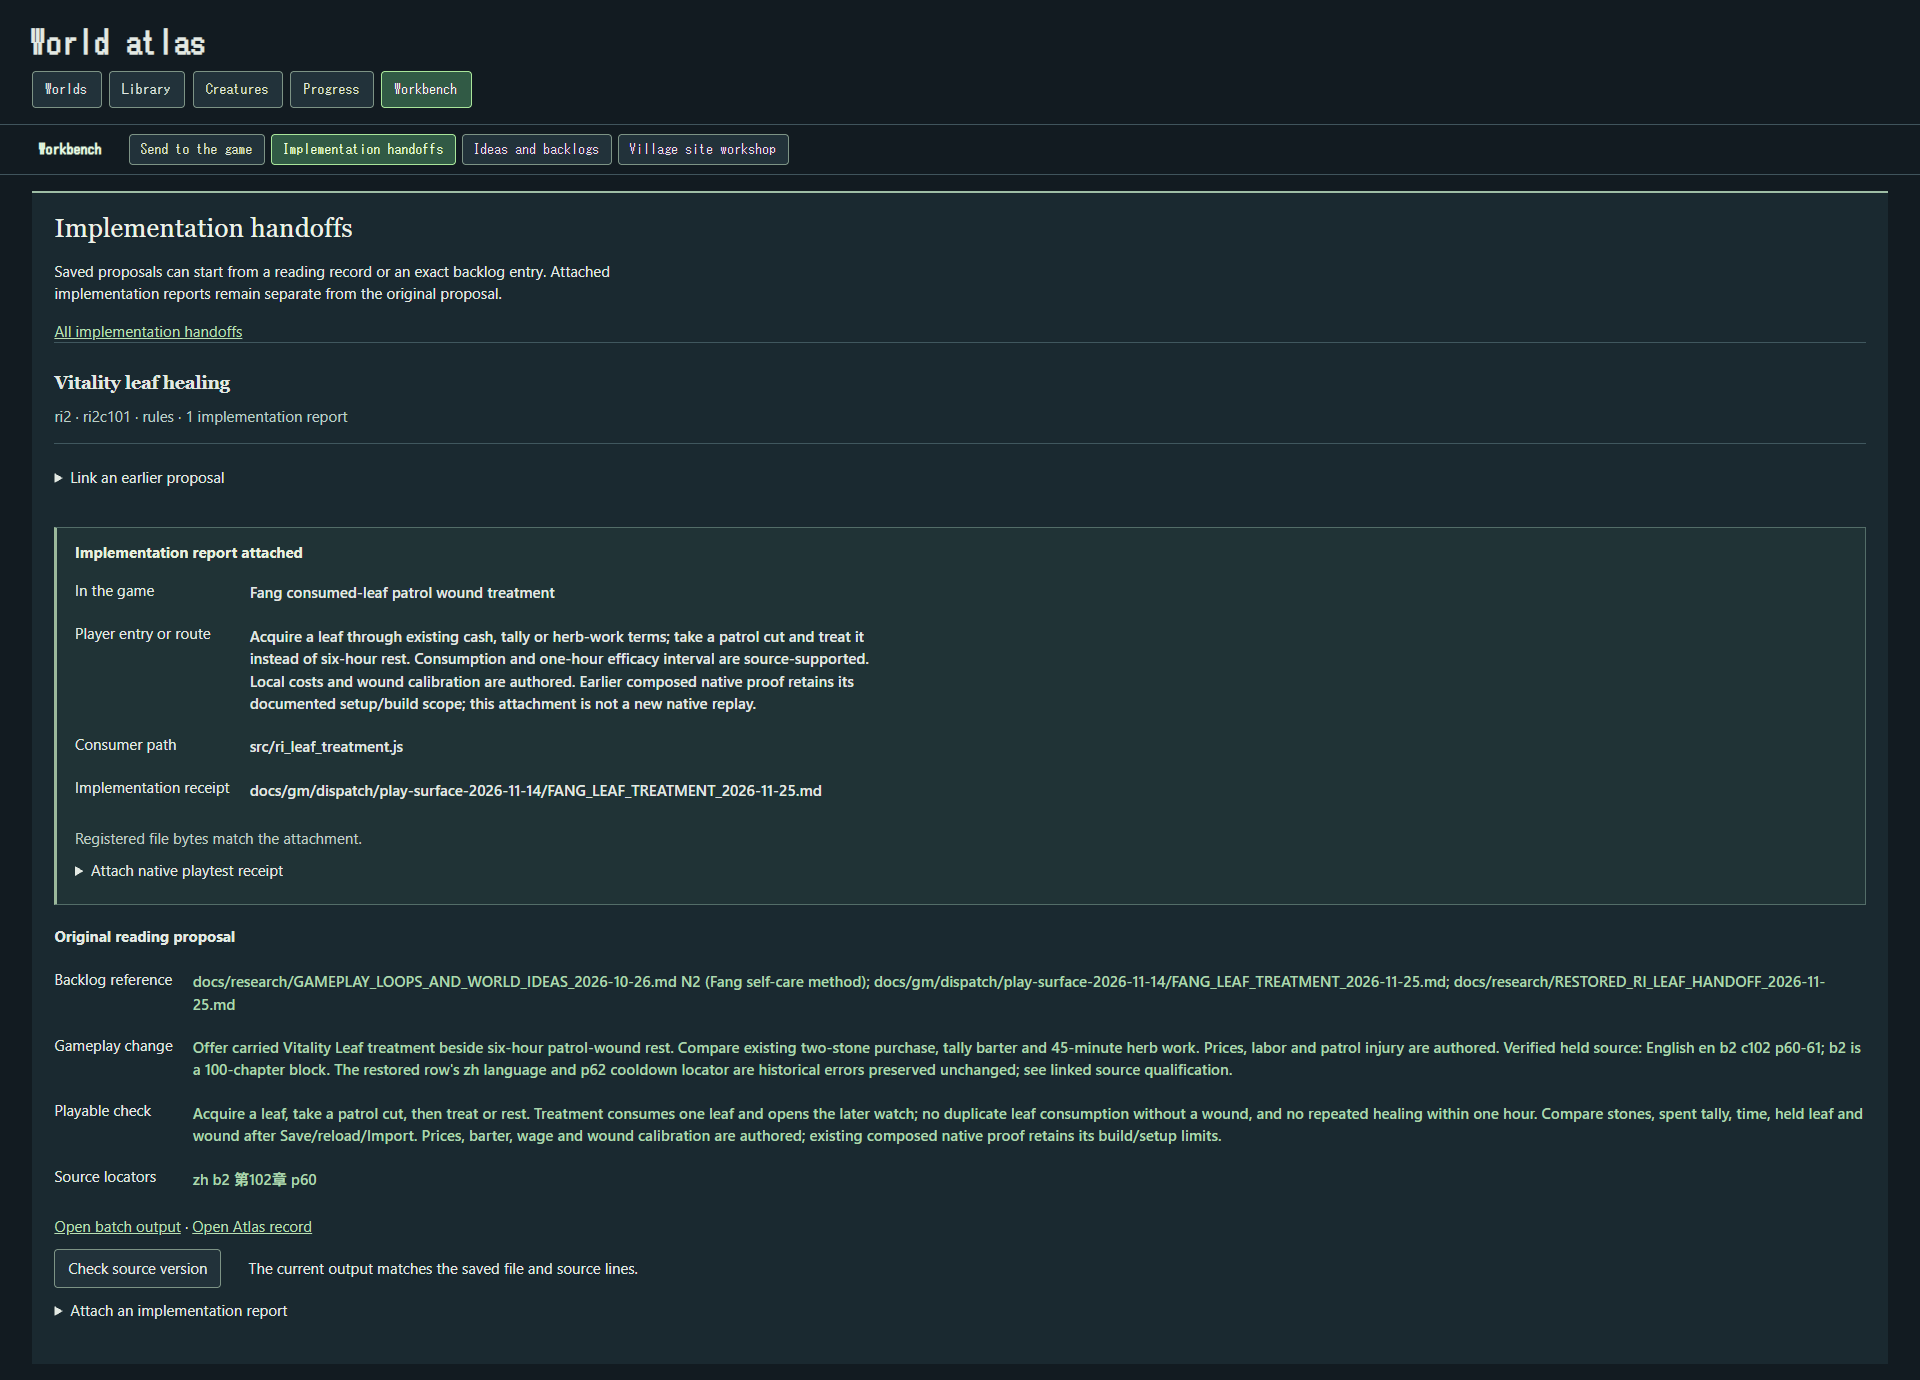 World atlas
Worlds
Library
Creatures
Progress
Workbench
Workbench
Send to the game
Implementation handoffs
Ideas and backlogs
Village site workshop
Implementation handoffs
Saved proposals can start from a reading record or an exact backlog entry. Attached
implementation reports remain separate from the original proposal.
All implementation handoffs
Vitality leaf healing
ri2 · ri2c101 · rules · 1 implementation report
Link an earlier proposal
Implementation report attached
In the game
Fang consumed-leaf patrol wound treatment
Player entry or route
Acquire a leaf through existing cash, tally or herb-work terms; take a patrol cut and treat it
instead of six-hour rest. Consumption and one-hour efficacy interval are source-supported.
Local costs and wound calibration are authored. Earlier composed native proof retains its
documented setup/build scope; this attachment is not a new native replay.
Consumer path
src/ri_leaf_treatment.js
Implementation receipt
docs/gm/dispatch/play-surface-2026-11-14/FANG_LEAF_TREATMENT_2026-11-25.md
Registered file bytes match the attachment.
Attach native playtest receipt
Original reading proposal
Backlog reference
docs/research/GAMEPLAY_LOOPS_AND_WORLD_IDEAS_2026-10-26.md N2 (Fang self-care method); docs/gm/dispatch/play-surface-2026-11-14/FANG_LEAF_TREATMENT_2026-11-25.md; docs/research/RESTORED_RI_LEAF_HANDOFF_2026-11-
25.md
Gameplay change
Offer carried Vitality Leaf treatment beside six-hour patrol-wound rest. Compare existing two-stone purchase, tally barter and 45-minute herb work. Prices, labor and patrol injury are authored. Verified held source: English en b2 c102 p60-61; b2 is
a 100-chapter block. The restored row's zh language and p62 cooldown locator are historical errors preserved unchanged; see linked source qualification.
Playable check
Acquire a leaf, take a patrol cut, then treat or rest. Treatment consumes one leaf and opens the later watch; no duplicate leaf consumption without a wound, and no repeated healing within one hour. Compare stones, spent tally, time, held leaf and
wound after Save/reload/Import. Prices, barter, wage and wound calibration are authored; existing composed native proof retains its build/setup limits.
Source locators
zh b2 第102章 p60
Open batch output · Open Atlas record
Check source version
The current output matches the saved file and source lines.
Attach an implementation report